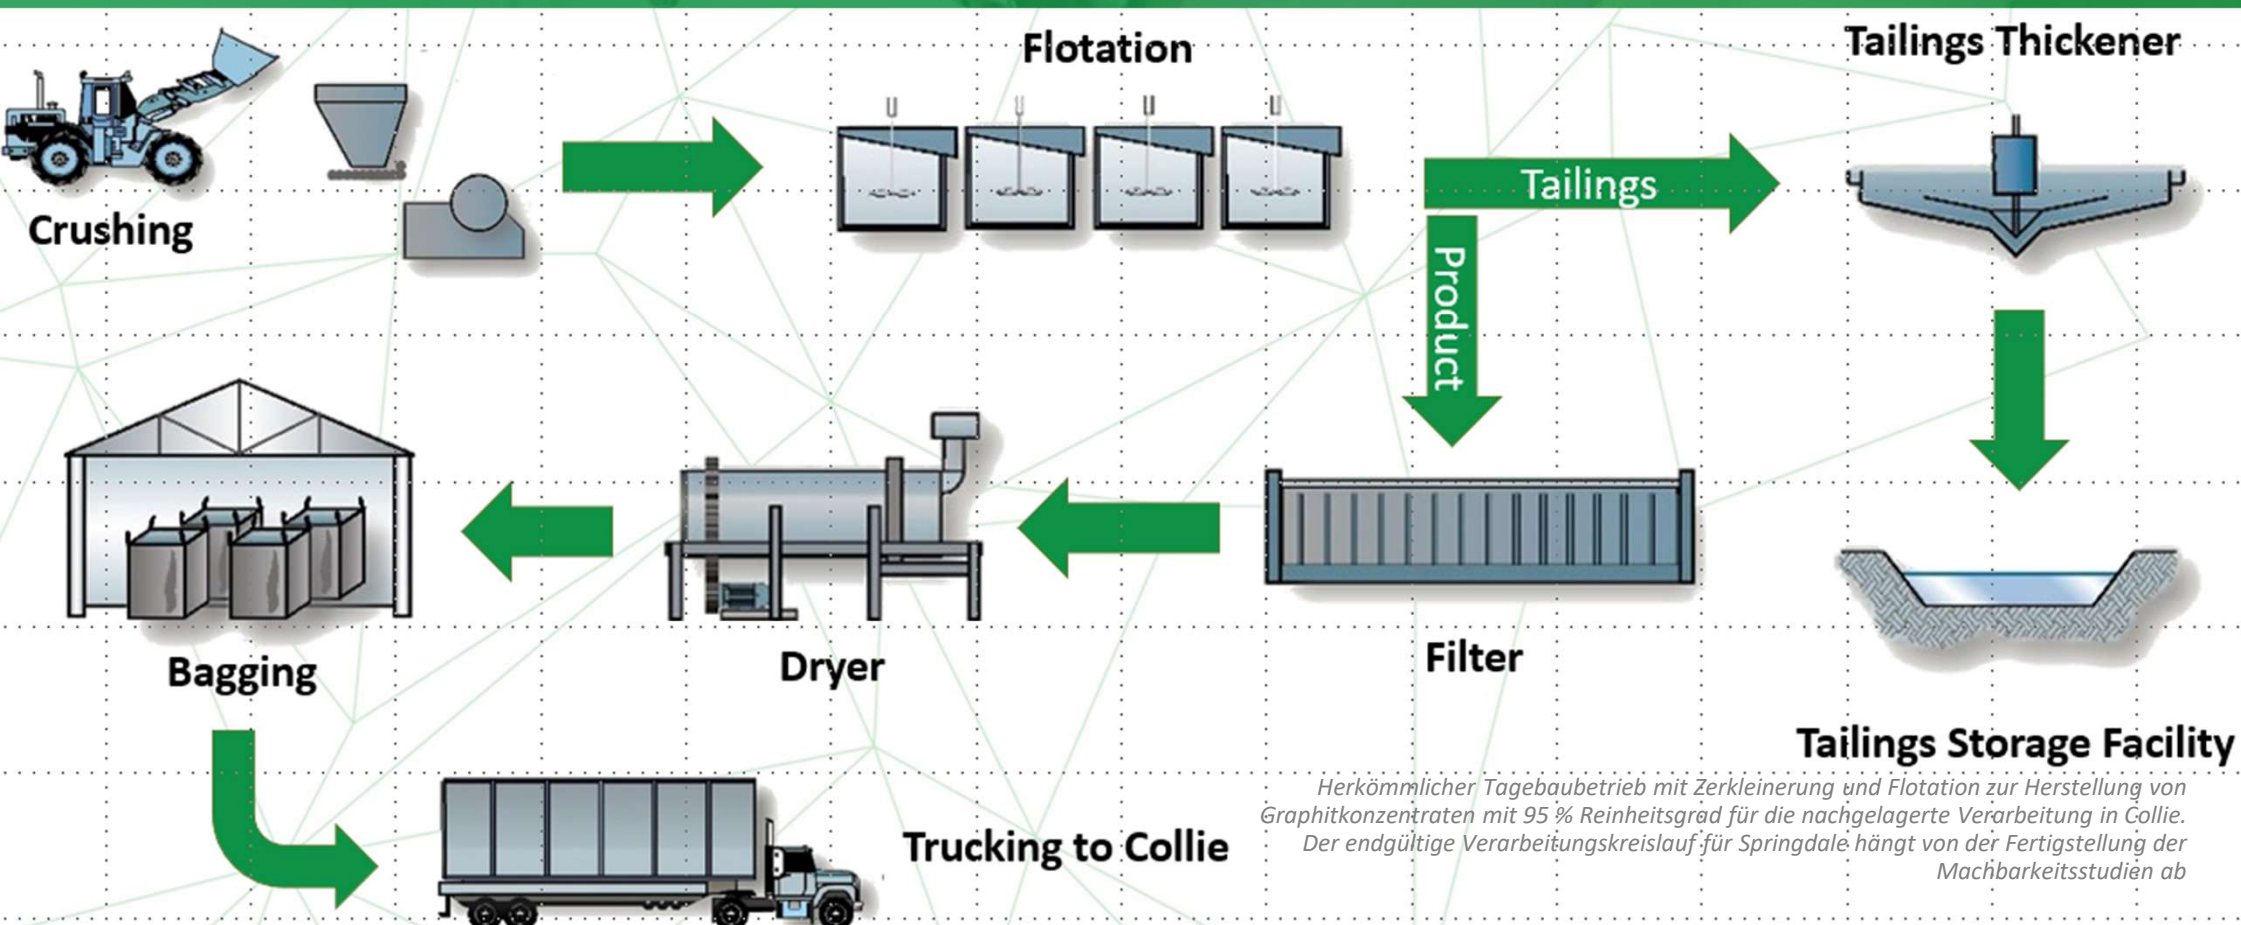 Flotation
Tailings Thickener
Crushing
Tailings
Product
Bagging
Dryer
Filter
Tailings Storage Facility
Trucking to Collie
Herkömmlicher Tagebaubetrieb mit Zerkleinerung und Flotation zur Herstellung von
Graphitkonzentraten mit 95 % Reinheitsgrad für die nachgelagerte Verarbeitung in Collie.
Der endgültige Verarbeitungskreislauf für Springdale hängt von der Fertigstellung der
Machbarkeitsstudien ab